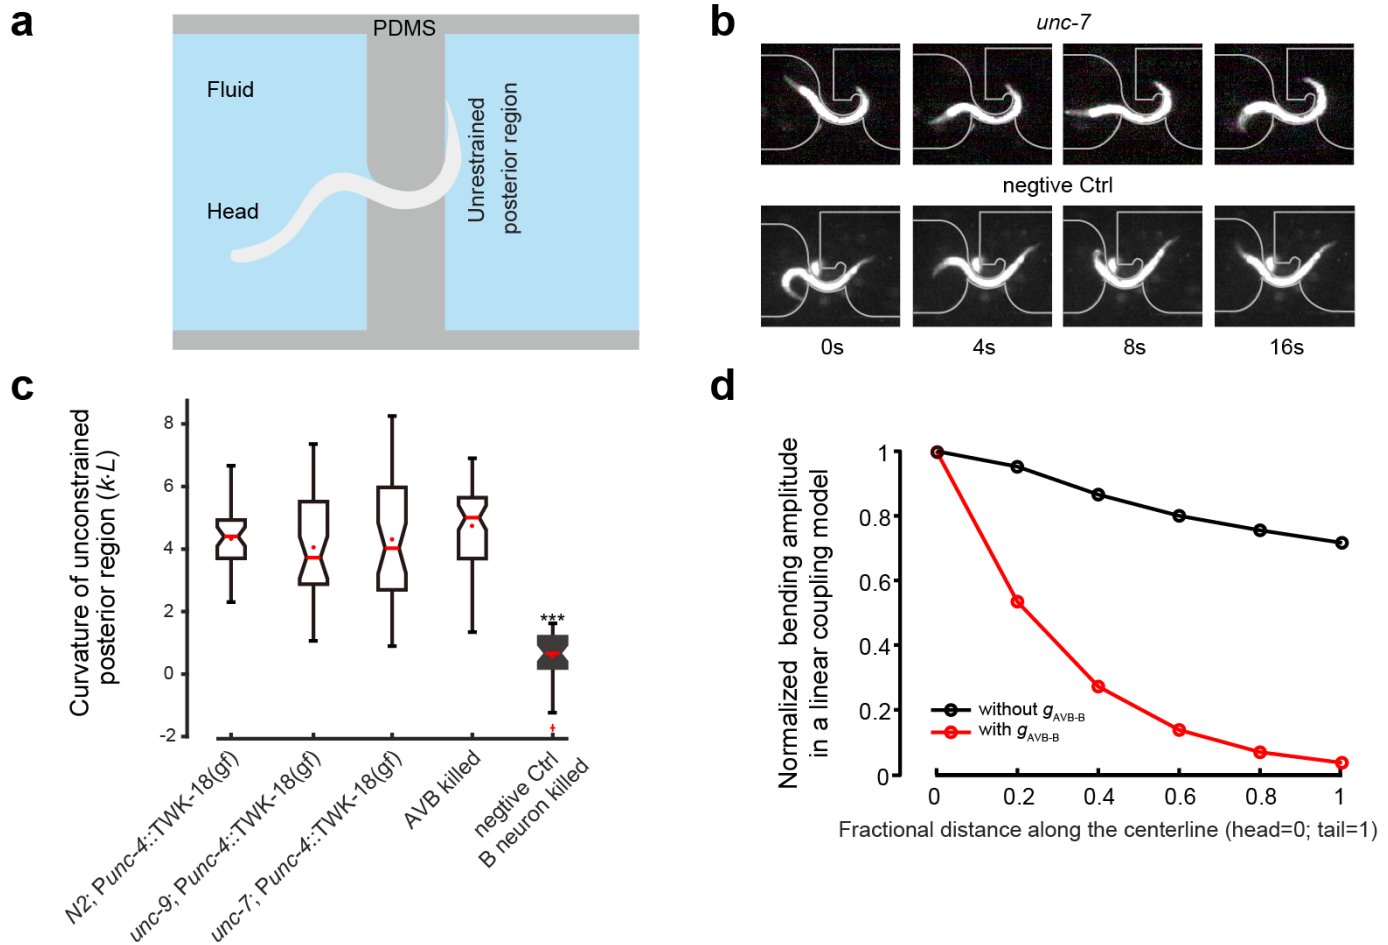 a
PDMS
Fluid
Head
Unrestrained
posterior region
b
unc-7
negtive Ctrl
0s
4s
8s
16s
c
Curvature of unconstrained
posterior region (k·L)
8
6
4
2
0
-2
***
N2; Punc-4::TWK-18(gf)
unc-9; Punc-4::TWK-18(gf)
unc-7; Punc-4::TWK-18(gf)
AVB killed
negtive Ctrl
B neuron killed
d
Normalized bending amplitude
in a linear coupling model
1
0.8
1
0.4
0.2
0
without gAVB-B
with gAVB-B
0
0.2
0.4
0.6
0.8
1
Fractional distance along the centerline (head=0; tail=1)